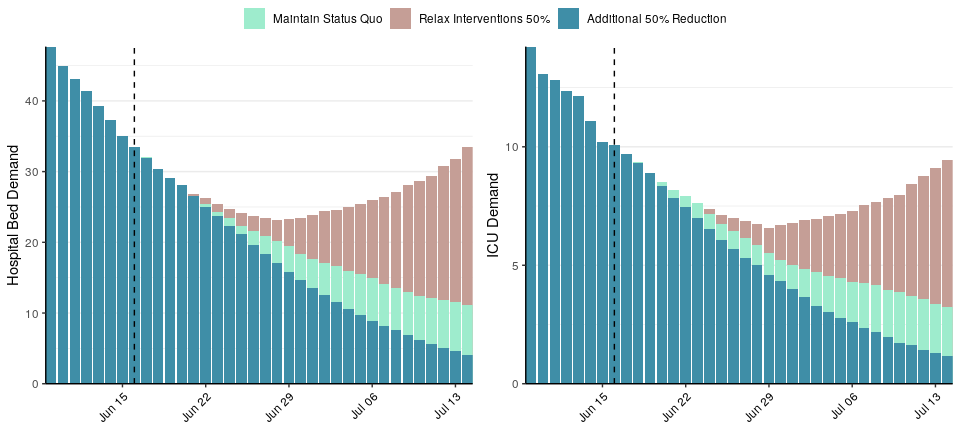 Maintain Status Quo Relax Interventions 50% Additional 50% Reduction
Hospital Bed Demand
40
30
20
10
0
Jun 15 Jun 22 Jun 29 Jul 06 Jul 13
ICU Demand
10
5
0
Jun 15 Jun 22 Jun 29 Jul 06 Jul 13